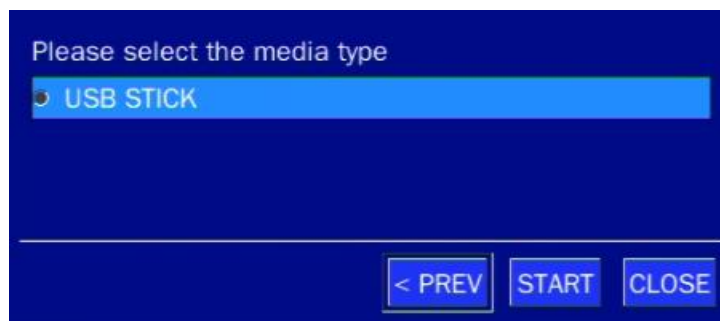 Please select the media type
USB STICK
< PREV START CLOSE